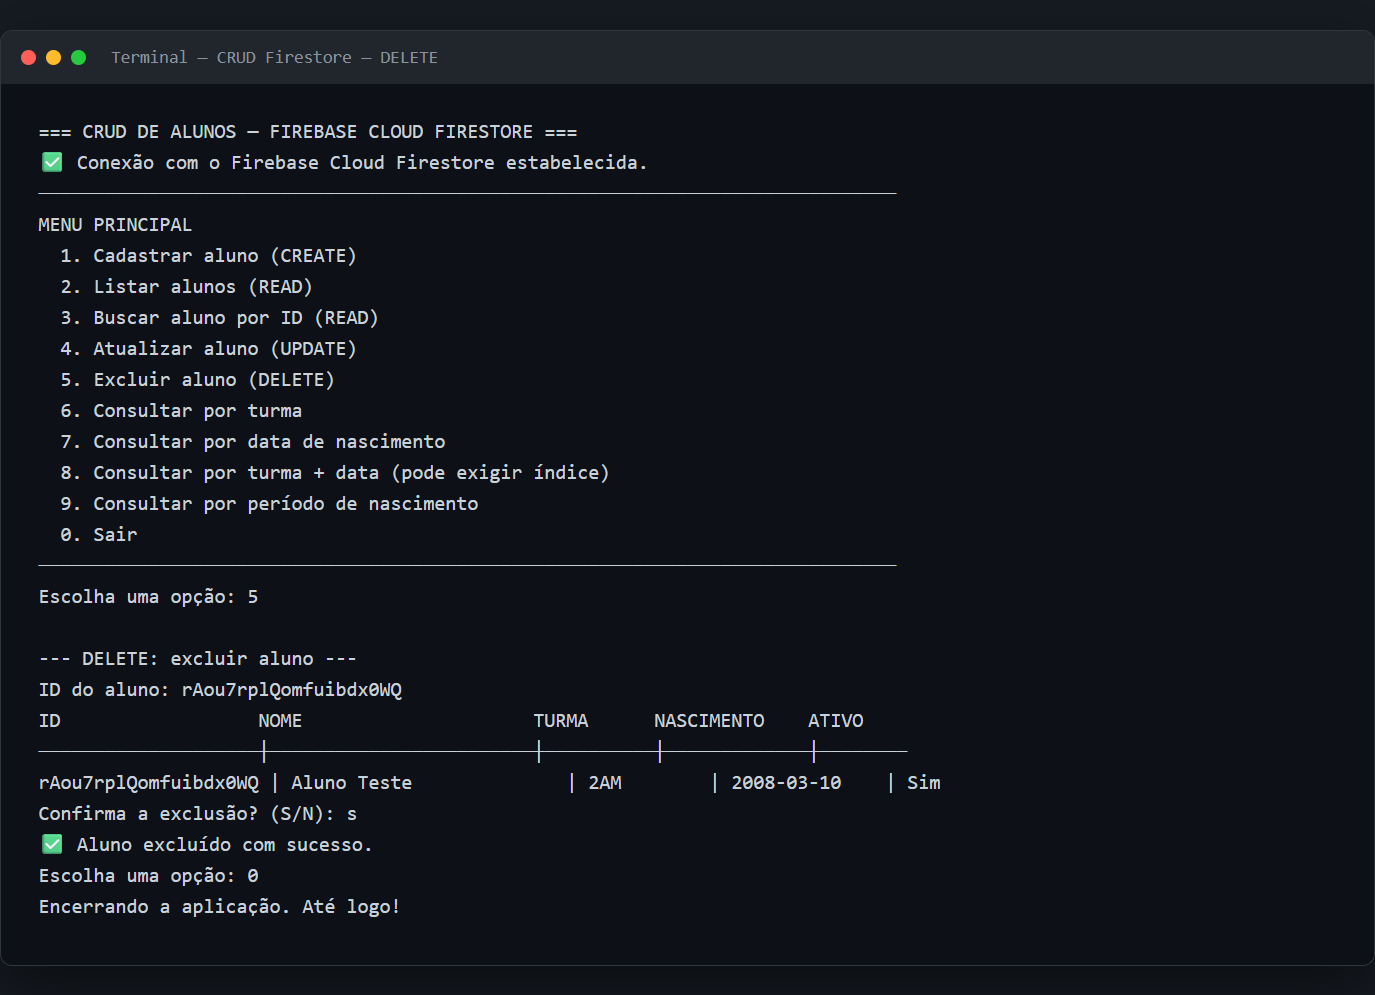 Terminal — CRUD Firestore — DELETE
=== CRUD DE ALUNOS — FIREBASE CLOUD FIRESTORE ===
✅ Conexão com o Firebase Cloud Firestore estabelecida.
MENU PRINCIPAL
1. Cadastrar aluno (CREATE)
2. Listar alunos (READ)
3. Buscar aluno por ID (READ)
4. Atualizar aluno (UPDATE)
5. Excluir aluno (DELETE)
6. Consultar por turma
7. Consultar por data de nascimento
8. Consultar por turma + data (pode exigir índice)
9. Consultar por período de nascimento
0. Sair
Escolha uma opção: 5
--- DELETE: excluir aluno ---
ID do aluno: rAou7rplQomfuibdx0WQ
ID NOME TURMA NASCIMENTO ATIVO
rAou7rplQomfuibdx0WQ | Aluno Teste | 2AM | 2008-03-10 | Sim
Confirma a exclusão? (S/N): s
✅ Aluno excluído com sucesso.
Escolha uma opção: 0
Encerrando a aplicação. Até logo!